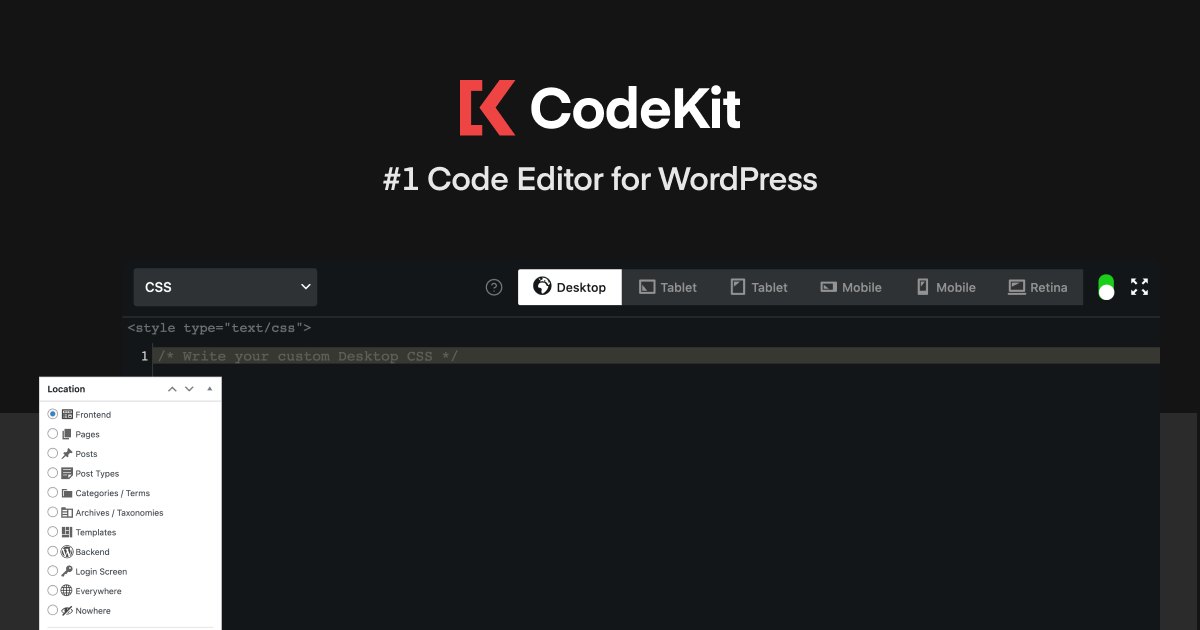 CodeKit
#1 Code Editor for WordPress
CSS
? Desktop Tablet Tablet Mobile Mobile Retina
<style type="text/css">
1 /* Write your custom Desktop CSS */
Location
Frontend
Pages
Posts
Post Types
Categories / Terms
Archives / Taxonomies
Templates
Backend
Login Screen
Everywhere
Nowhere